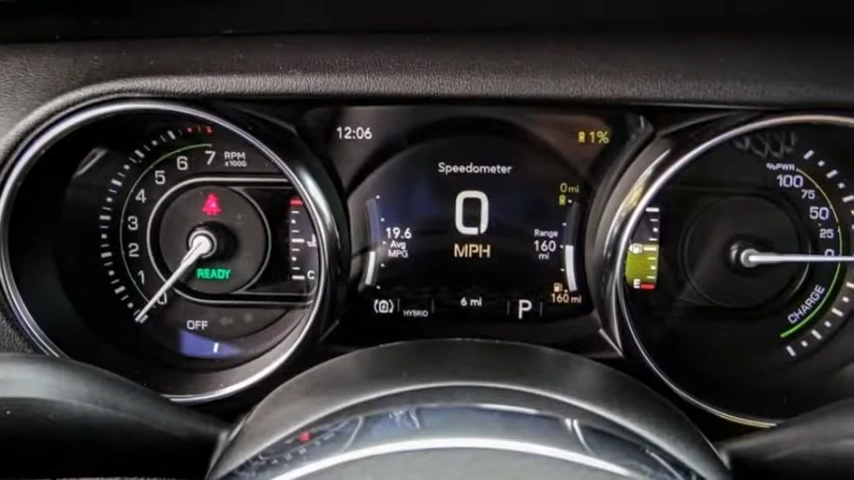 7
6
5
4
3
2
1
RPM
x1000
READY
OFF
C
12:06
1%
Speedometer
0
MPH
19.6
Avg
MPG
0 mi
Range
160
mi
160 mi
HYBRID
6 mi
P
E
%PWR
100
75
50
25
0
CHARGE